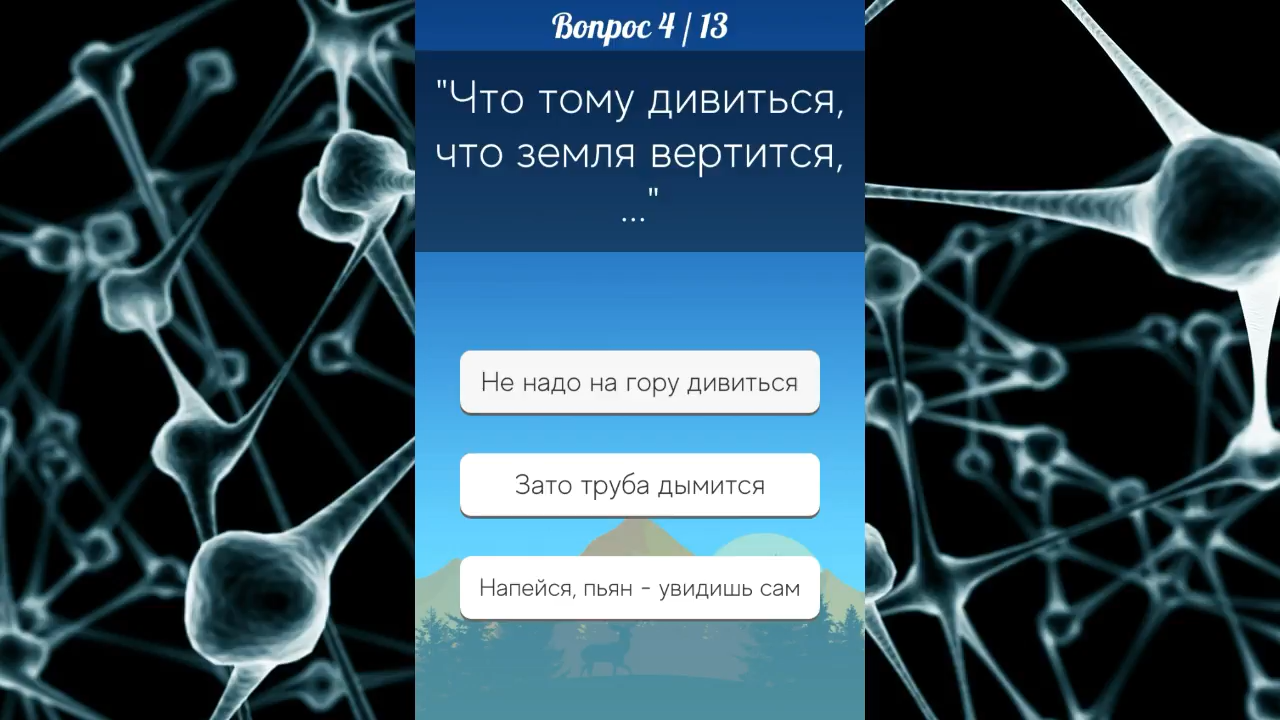 Вопрос 4 / 13
"Что тому дивиться,
что земля вертится,
..."
Не надо на гору дивиться
Зато труба дымится
Напейся, пьян - увидишь сам